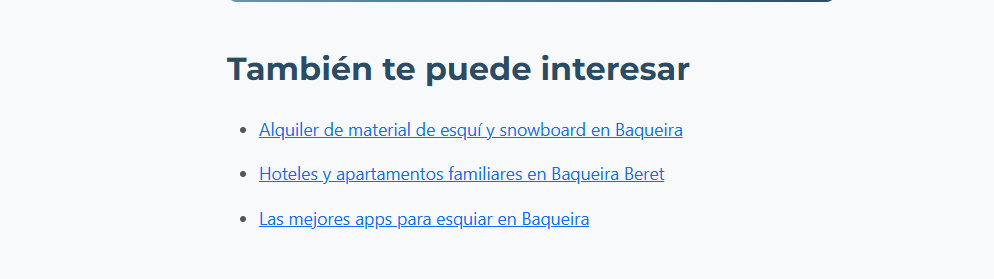 También te puede interesar
Alquiler de material de esquí y snowboard en Baqueira
Hoteles y apartamentos familiares en Baqueira Beret
Las mejores apps para esquiar en Baqueira